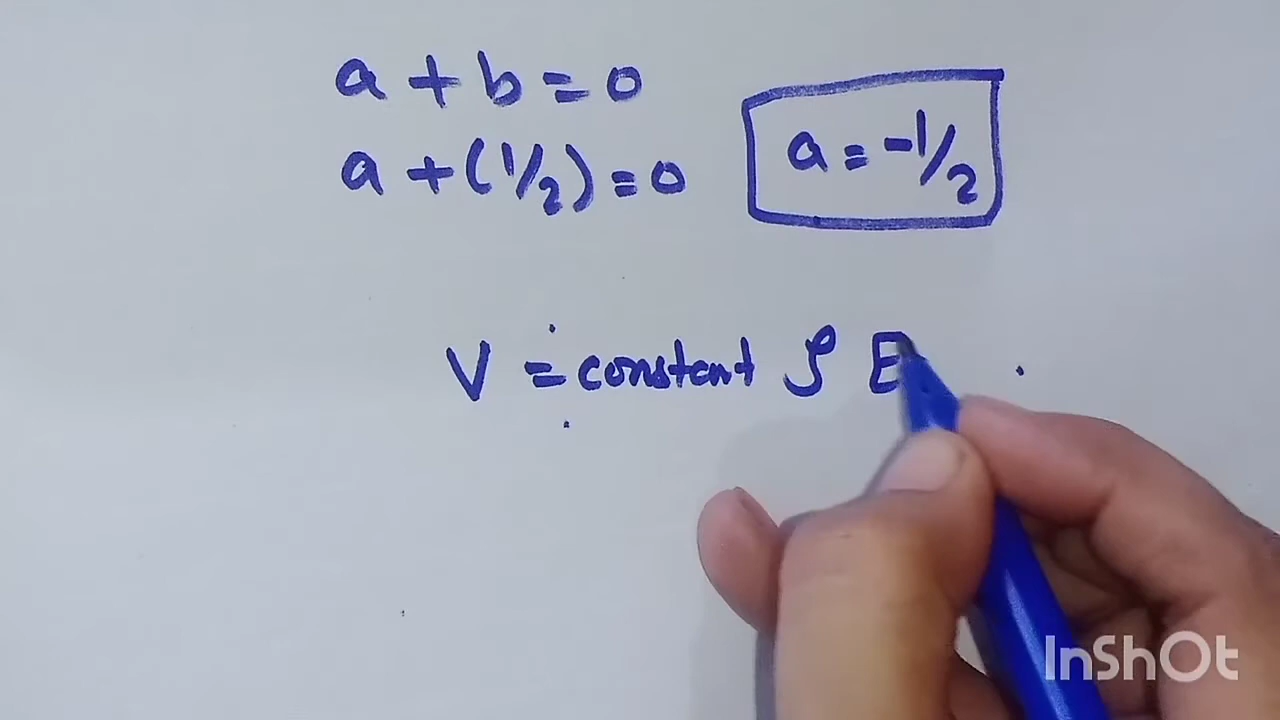 a + b = 0
a + (1/2) = 0
a = -1/2
V = constant ρ E
InShOt